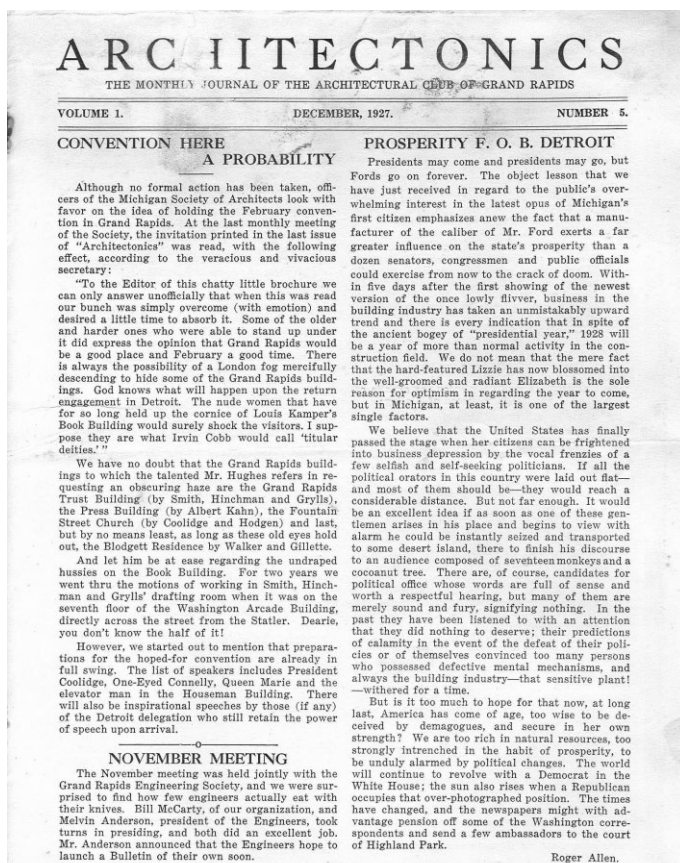 ARCHITECTONICS
THE MONTHLY JOURNAL OF THE ARCHITECTURAL CLUB OF GRAND RAPIDS
VOLUME 1. DECEMBER, 1927. NUMBER 5.
CONVENTION HERE
A PROBABILITY
Although no formal action has been taken, offi-
cers of the Michigan Society of Architects look with
favor on the idea of holding the February conven-
tion in Grand Rapids. At the last monthly meeting
of the Society, the invitation printed in the last issue
of "Architectonics" was read, with the following
effect, according to the veracious and vivacious
secretary:
"To the Editor of this chatty little brochure we
can only answer unofficially that when this was read
our bunch was simply overcome (with emotion) and
desired a little time to absorb it. Some of the older
and harder ones who were able to stand up under
it did express the opinion that Grand Rapids would
be a good place and February a good time. There
is always the possibility of a London fog mercifully
descending to hide some of the Grand Rapids build-
ings. God knows what will happen upon the return
engagement in Detroit. The nude women that have
for so long held up the cornice of Louis Kamper's
Book Building would surely shock the visitors. I sup-
pose they are what Irvin Cobb would call 'titular
deities.' "
We have no doubt that the Grand Rapids build-
ings to which the talented Mr. Hughes refers in re-
questing an obscuring haze are the Grand Rapids
Trust Building (by Smith, Hinchman and Grylls),
the Press Building (by Albert Kahn), the Fountain
Street Church (by Coolidge and Hodgen) and last,
but by no means least, as long as these old eyes hold
out, the Blodgett Residence by Walker and Gillette.
And let him be at ease regarding the undraped
hussies on the Book Building. For two years we
went thru the motions of working in Smith, Hinch-
man and Grylls' drafting room when it was on the
seventh floor of the Washington Arcade Building,
directly across the street from the Statler. Dearie,
you don't know the half of it!
However, we started out to mention that prepara-
tions for the hoped-for convention are already in
full swing. The list of speakers includes President
Coolidge, One-Eyed Connelly, Queen Marie and the
elevator man in the Houseman Building. There
will also be inspirational speeches by those (if any)
of the Detroit delegation who still retain the power
of speech upon arrival.
NOVEMBER MEETING
The November meeting was held jointly with the
Grand Rapids Engineering Society, and we were sur-
prised to find how few engineers actually eat with
their knives. Bill McCarty, of our organization, and
Melvin Anderson, president of the Engineers, took
turns in presiding, and both did an excellent job.
Mr. Anderson announced that the Engineers hope to
launch a Bulletin of their own soon.
PROSPERITY F. O. B. DETROIT
Presidents may come and presidents may go, but
Fords go on forever. The object lesson that we
have just received in regard to the public's over-
whelming interest in the latest opus of Michigan's
first citizen emphasizes anew the fact that a manu-
facturer of the caliber of Mr. Ford exerts a far
greater influence on the state's prosperity than a
dozen senators, congressmen and public officials
could exercise from now to the crack of doom. With-
in five days after the first showing of the newest
version of the once lowly flivver, business in the
building industry has taken an unmistakably upward
trend and there is every indication that in spite of
the ancient bogey of "presidential year," 1928 will
be a year of more than normal activity in the con-
struction field. We do not mean that the mere fact
that the hard-featured Lizzie has now blossomed into
the well-groomed and radiant Elizabeth is the sole
reason for optimism in regarding the year to come,
but in Michigan, at least, it is one of the largest
single factors.
We believe that the United States has finally
passed the stage when her citizens can be frightened
into business depression by the vocal frenzies of a
few selfish and self-seeking politicians. If all the
political orators in this country were laid out flat—
and most of them should be—they would reach a
considerable distance. But not far enough. It would
be an excellent idea if as soon as one of these gen-
tlemen arises in his place and begins to view with
alarm he could be instantly seized and transported
to some desert island, there to finish his discourse
to an audience composed of seventeen monkeys and a
cocoanut tree. There are, of course, candidates for
political office whose words are full of sense and
worth a respectful hearing, but many of them are
merely sound and fury, signifying nothing. In the
past they have been listened to with an attention
that they did nothing to deserve; their predictions
of calamity in the event of the defeat of their poli-
cies or of themselves convinced too many persons
who possessed defective mental mechanisms, and
always the building industry—that sensitive plant!
—withered for a time.
But is it too much to hope for that now, at long
last, America has come of age, too wise to be de-
ceived by demagogues, and secure in her own
strength? We are too rich in natural resources, too
strongly intrenched in the habit of prosperity, to
be unduly alarmed by political changes. The world
will continue to revolve with a Democrat in the
White House; the sun also rises when a Republican
occupies that over-photographed position. The times
have changed, and the newspapers might with ad-
vantage pension off some of the Washington corre-
spondents and send a few ambassadors to the court
of Highland Park.
Roger Allen.